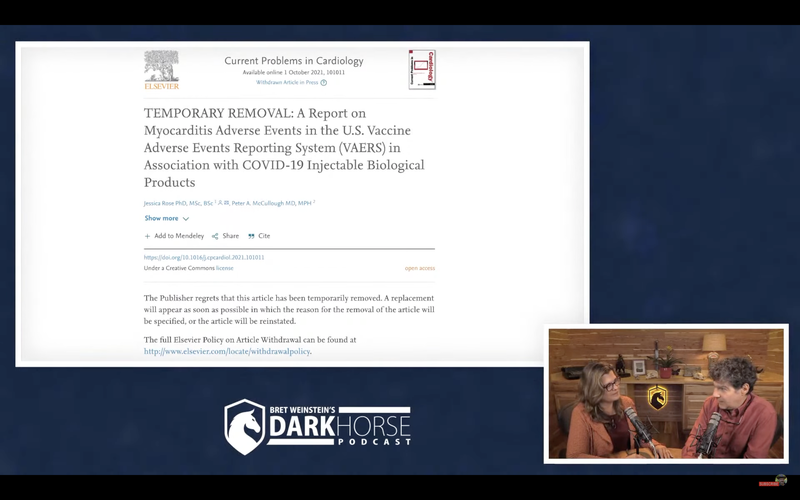 Current Problems in Cardiology
Available online 1 October 2021, 101011
Withdrawn Article in Press
ELSEVIER
Cardiology
TEMPORARY REMOVAL: A Report on
Myocarditis Adverse Events in the U.S. Vaccine
Adverse Events Reporting System (VAERS) in
Association with COVID-19 Injectable Biological
Products
Jessica Rose PhD, MSc, BSc ¹, Peter A. McCullough MD, MPH ²
Show more
+ Add to Mendeley Share Cite
https://doi.org/10.1016/j.cpcardiol.2021.101011
Under a Creative Commons license open access
The Publisher regrets that this article has been temporarily removed. A replacement
will appear as soon as possible in which the reason for the removal of the article will
be specified, or the article will be reinstated.
The full Elsevier Policy on Article Withdrawal can be found at
http://www.elsevier.com/locate/withdrawalpolicy.
BRET WEINSTEIN'S
DARKHORSE
PODCAST
SUBSCRIBE